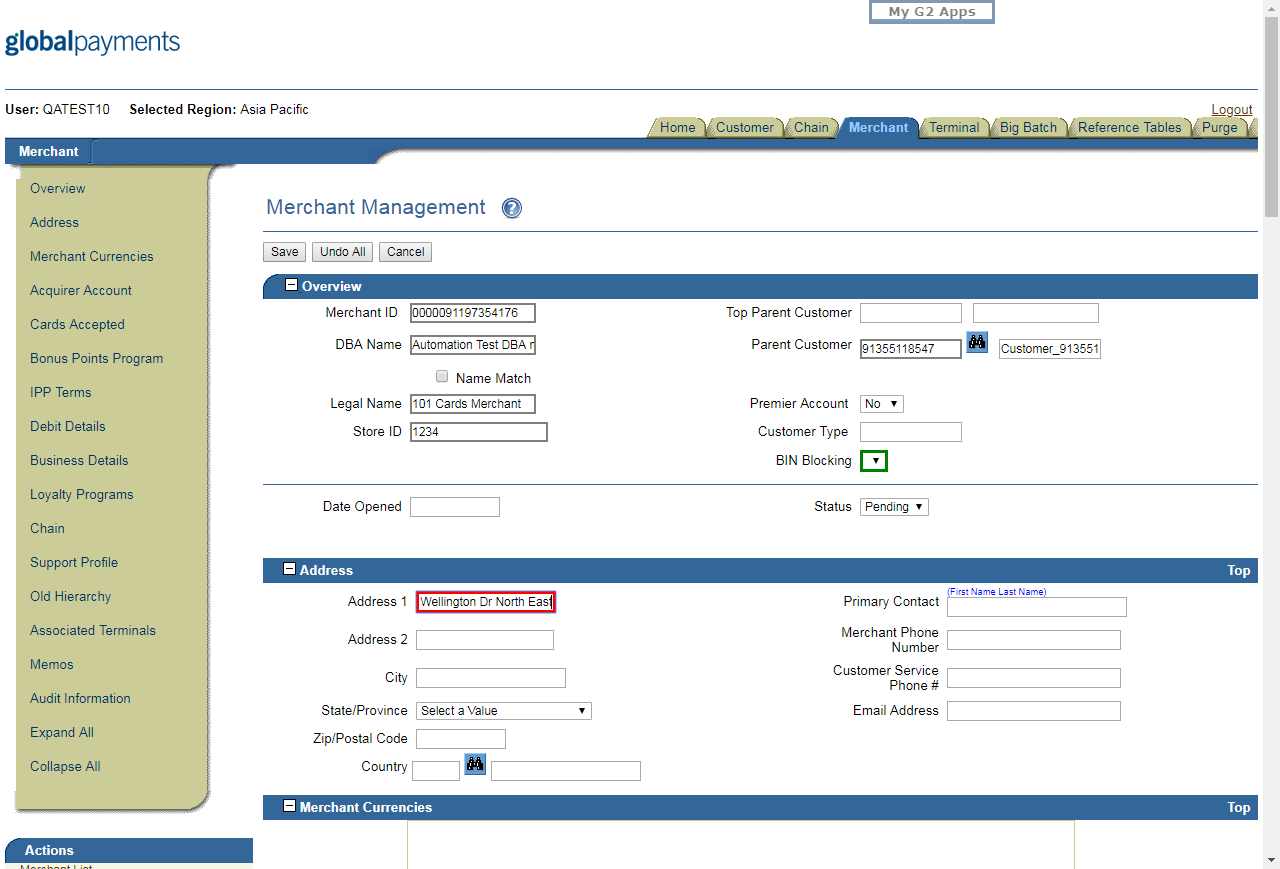 My G2 Apps
globalpayments
User: QATEST10 Selected Region: Asia Pacific
Logout
Home Customer Chain Merchant Terminal Big Batch Reference Tables Purge
Merchant
Overview
Address
Merchant Currencies
Acquirer Account
Cards Accepted
Bonus Points Program
IPP Terms
Debit Details
Business Details
Loyalty Programs
Chain
Support Profile
Old Hierarchy
Associated Terminals
Memos
Audit Information
Expand All
Collapse All
Actions
Merchant List
Merchant Management ?
Save Undo All Cancel
Overview
Merchant ID 0000091197354176 Top Parent Customer
DBA Name Automation Test DBA Parent Customer 91355118547 Customer_913551
Name Match
Legal Name 101 Cards Merchant Premier Account No
Store ID 1234 Customer Type
BIN Blocking
Date Opened Status Pending
Address Top
(First Name Last Name)
Address 1 Wellington Dr North East Primary Contact
Address 2 Merchant Phone
Number
City Customer Service
Phone #
State/Province Select a Value Email Address
Zip/Postal Code
Country
Merchant Currencies Top